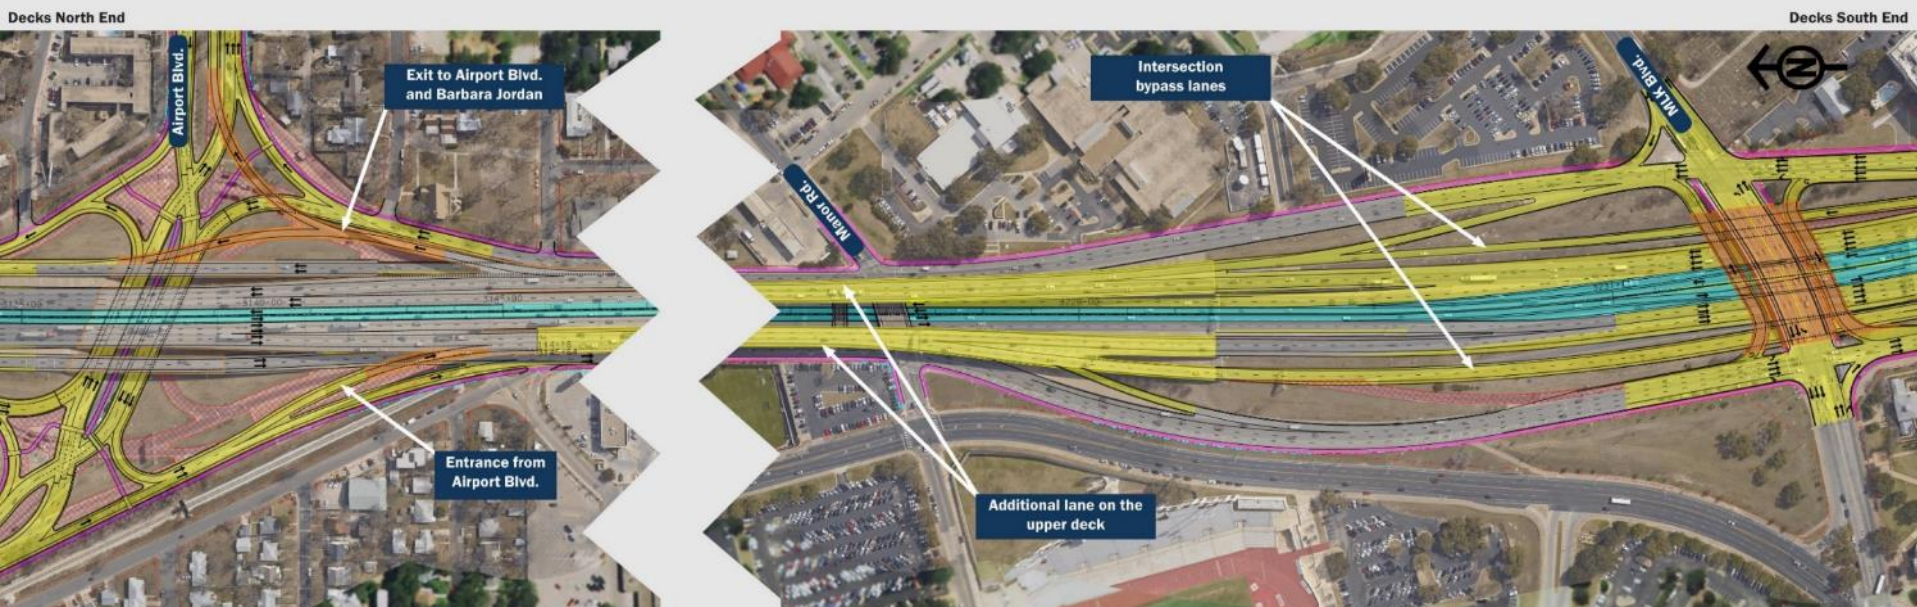 Decks North End
Decks South End
Airport Blvd.
Exit to Airport Blvd.
and Barbara Jordan
Intersection
bypass lanes
MLK Blvd.
N
Manor Rd.
Entrance from
Airport Blvd.
Additional lane on the
upper deck